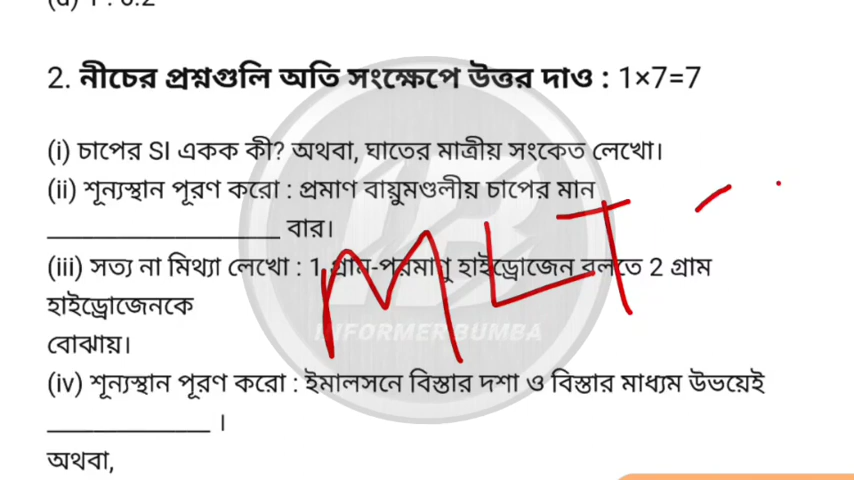 (d) 1 : 0.2
2. নীচের প্রশ্নগুলি অতি সংক্ষেপে উত্তর দাও : 1×7=7
(i) চাপের SI একক কী? অথবা, ঘাতের মাত্রীয় সংকেত লেখো।
(ii) শূন্যস্থান পূরণ করো : প্রমাণ বায়ুমণ্ডলীয় চাপের মান
____________________ বার।
(iii) সত্য না মিথ্যা লেখো : 1 গ্রাম-পরমাণু হাইড্রোজেন বলতে 2 গ্রাম
হাইড্রোজেনকে
বোঝায়।
(iv) শূন্যস্থান পূরণ করো : ইমালসনে বিস্তার দশা ও বিস্তার মাধ্যম উভয়েই
______________ ।
অথবা,
MLT -
INFORMER BUMBA